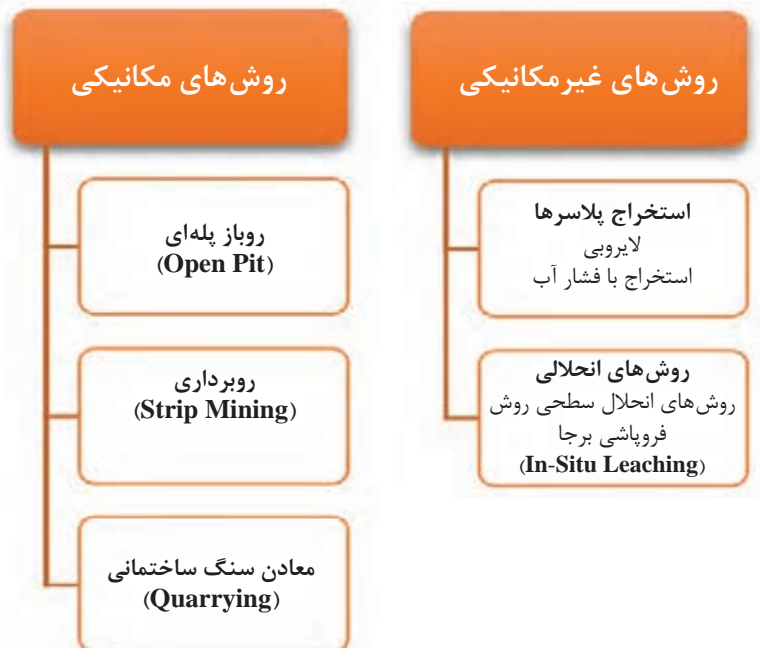 روش‌های غیرمکانیکی
استخراج پلاسرها
لایروبی
استخراج با فشار آب
روش‌های انحلالی
روش‌های انحلال سطحی روش
فروپاشی برجا
(In-Situ Leaching)
روش‌های مکانیکی
روباز پله‌ای
(Open Pit)
روبرداری
(Strip Mining)
معادن سنگ ساختمانی
(Quarrying)